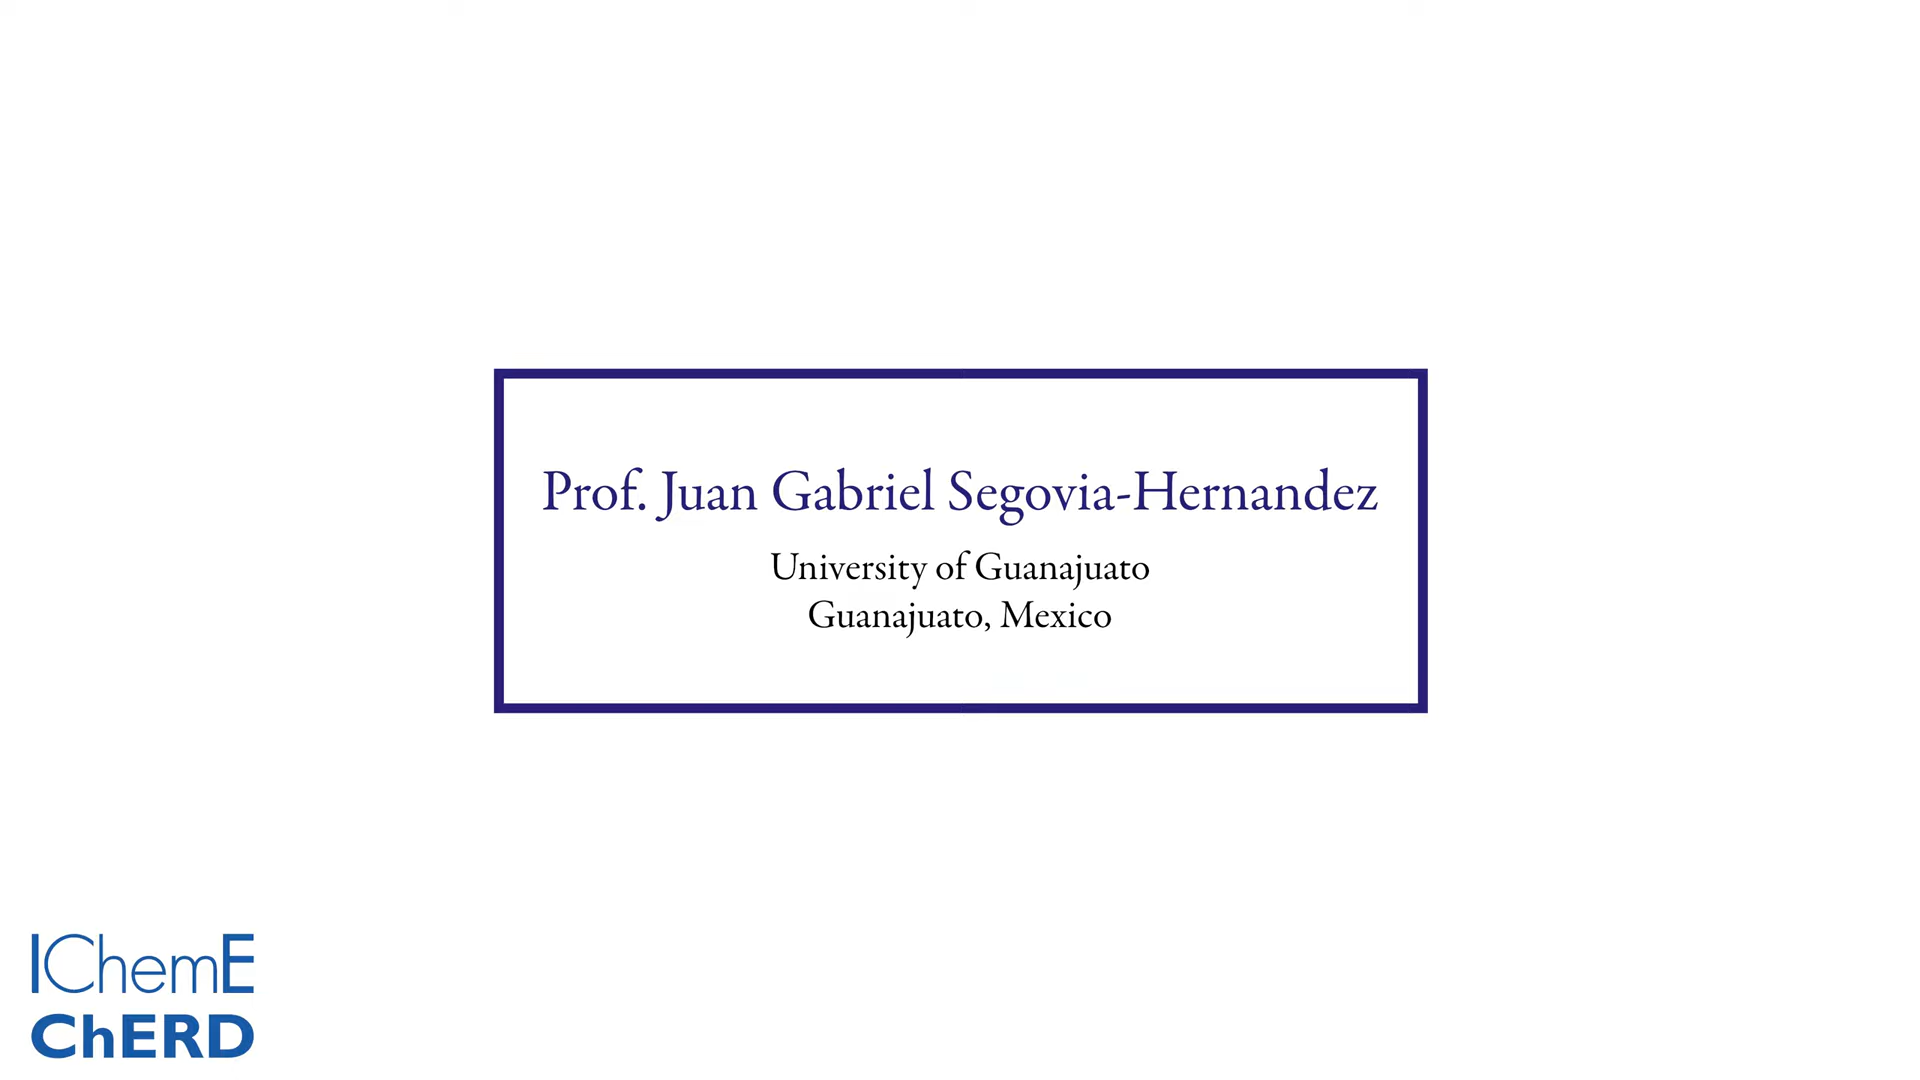 Prof. Juan Gabriel Segovia-Hernandez
University of Guanajuato
Guanajuato, Mexico
IChemE
ChERD